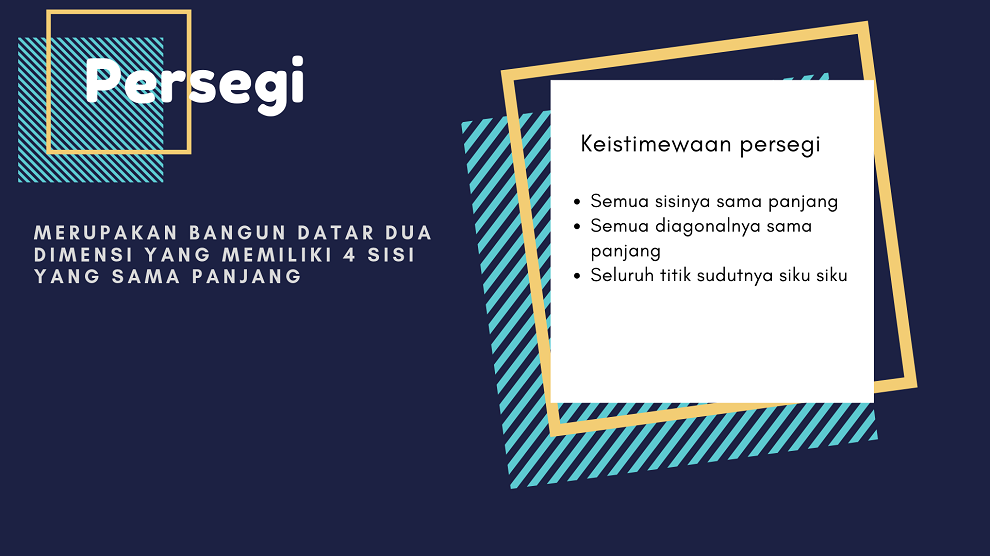 Persegi
MERUPAKAN BANGUN DATAR DUA
DIMENSI YANG MEMILIKI 4 SISI
YANG SAMA PANJANG
Keistimewaan persegi
• Semua sisinya sama panjang
• Semua diagonalnya sama
panjang
• Seluruh titik sudutnya siku siku